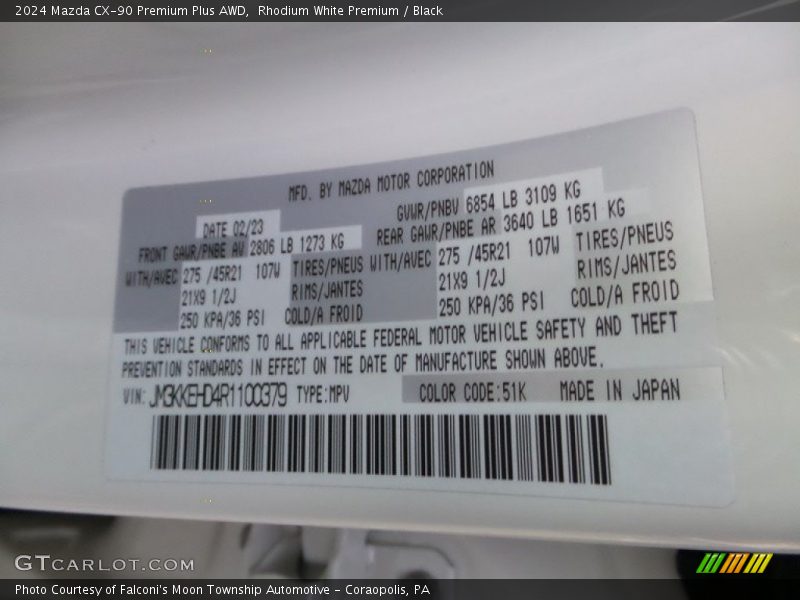 2024 Mazda CX-90 Premium Plus AWD, Rhodium White Premium / Black
MFD. BY MAZDA MOTOR CORPORATION
DATE 02/23 GVWR/PNBV 6854 LB 3109 KG
FRONT GAWR/PNBE AV 2806 LB 1273 KG REAR GAWR/PNBE AR 3640 LB 1651 KG
WITH/AVEC 275 /45R21 107W TIRES/PNEUS WITH/AVEC 275 /45R21 107W TIRES/PNEUS
21X9 1/2J RIMS/JANTES 21X9 1/2J RIMS/JANTES
250 KPA/36 PSI COLD/A FROID 250 KPA/36 PSI COLD/A FROID
THIS VEHICLE CONFORMS TO ALL APPLICABLE FEDERAL MOTOR VEHICLE SAFETY AND THEFT
PREVENTION STANDARDS IN EFFECT ON THE DATE OF MANUFACTURE SHOWN ABOVE.
VIN: JM3KKEHD4R1100379 TYPE:MPV COLOR CODE:51K MADE IN JAPAN
GTCARLOT.COM
Photo Courtesy of Falconi's Moon Township Automotive - Coraopolis, PA